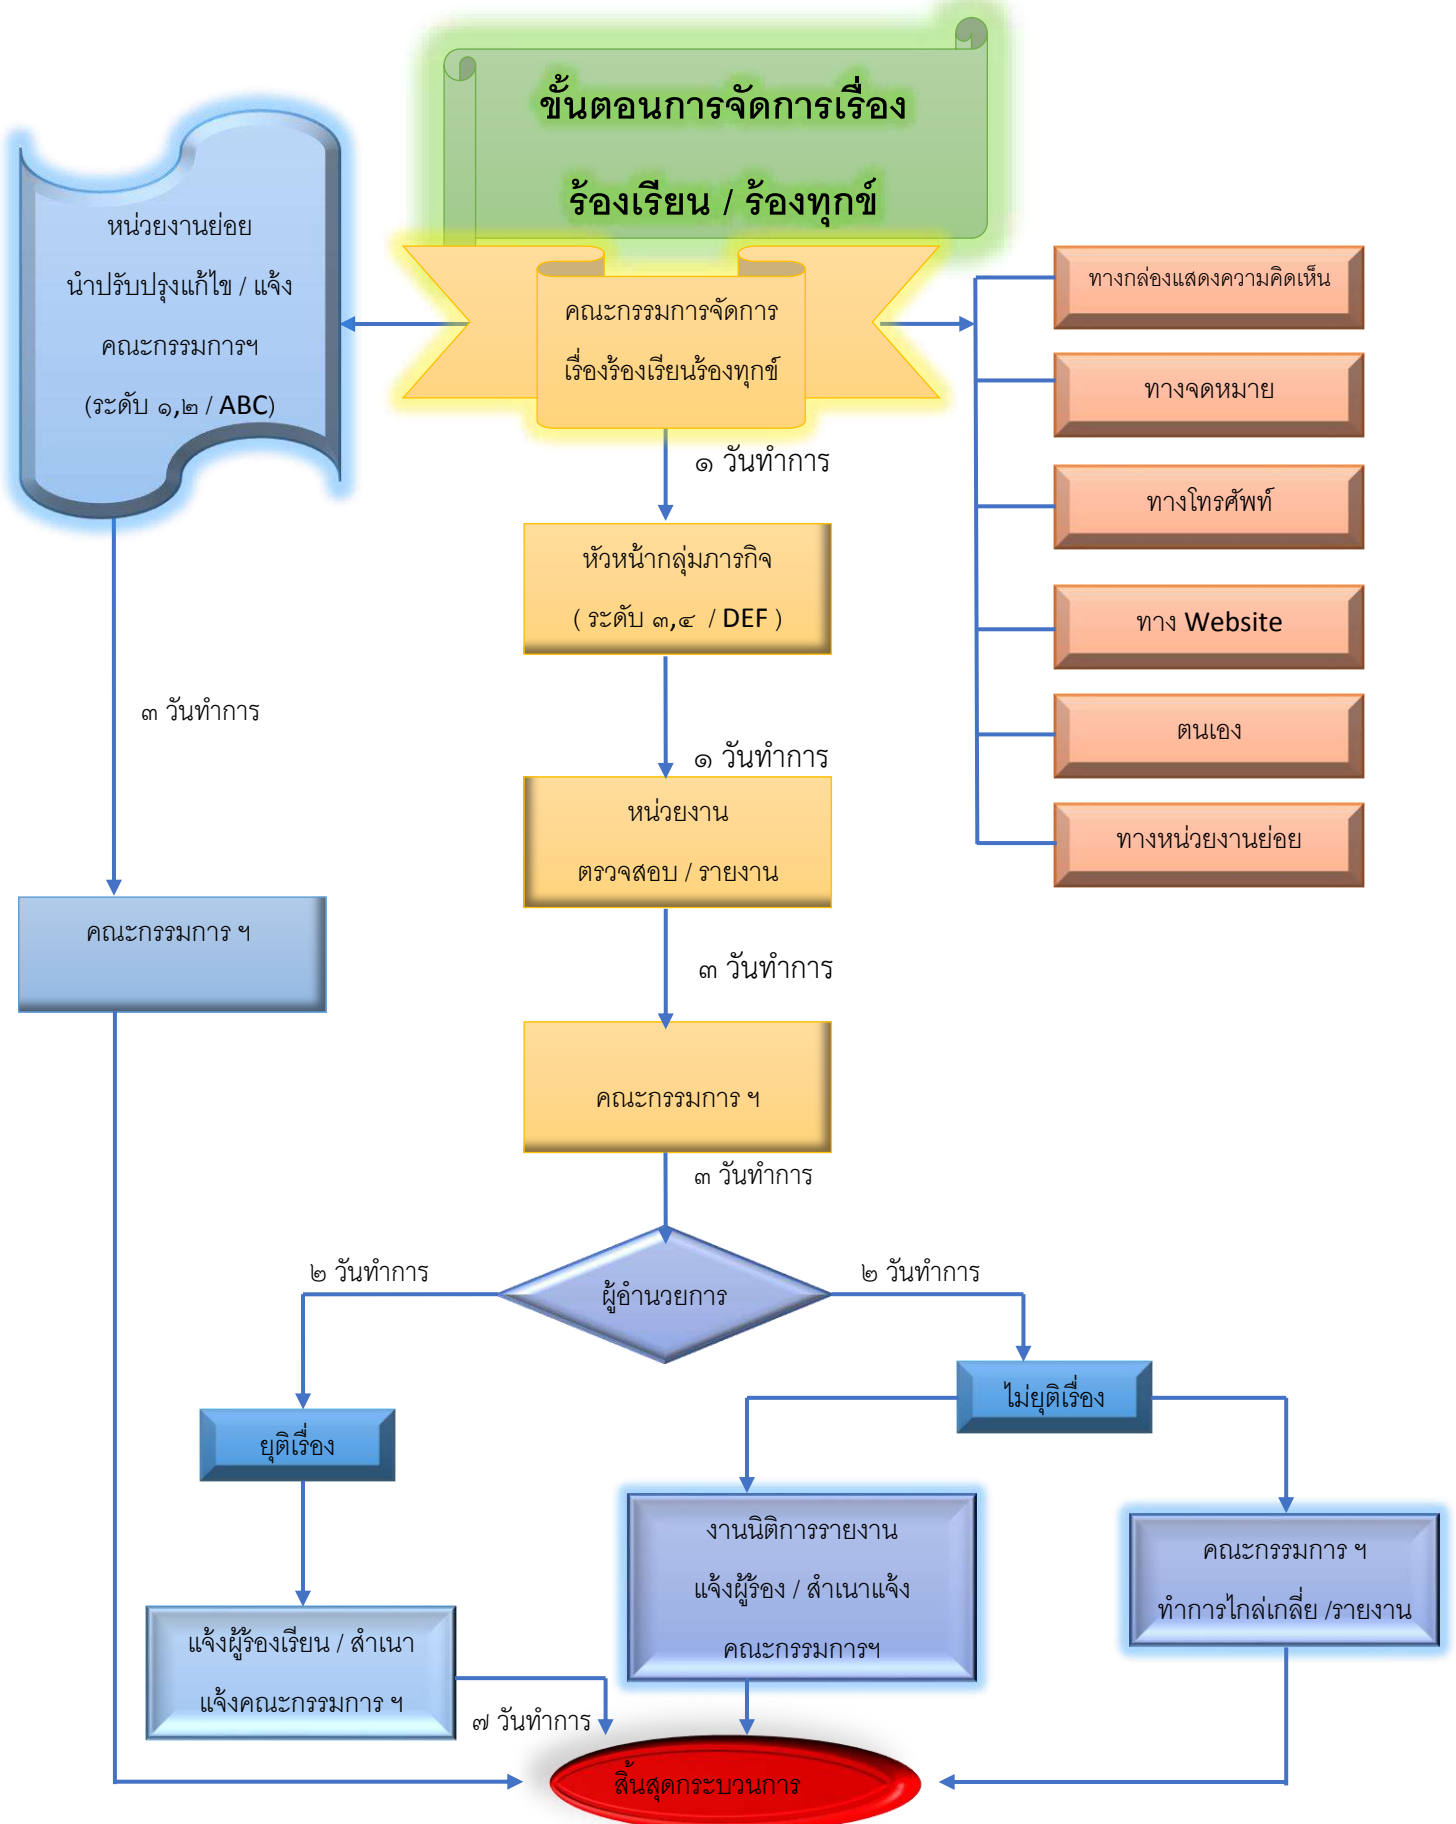 ขั้นตอนการจัดการเรื่อง
ร้องเรียน / ร้องทุกข์
หน่วยงานย่อย
นำปรับปรุงแก้ไข / แจ้ง
คณะกรรมการฯ
(ระดับ ๑,๒ / ABC)
คณะกรรมการจัดการ
เรื่องร้องเรียนร้องทุกข์
ทางกล่องแสดงความคิดเห็น
ทางจดหมาย
ทางโทรศัพท์
ทาง Website
ตนเอง
ทางหน่วยงานย่อย
๑ วันทำการ
หัวหน้ากลุ่มภารกิจ
( ระดับ ๓,๔ / DEF )
๓ วันทำการ
๑ วันทำการ
หน่วยงาน
ตรวจสอบ / รายงาน
คณะกรรมการ ฯ
๓ วันทำการ
คณะกรรมการ ฯ
๓ วันทำการ
๒ วันทำการ
๒ วันทำการ
ผู้อำนวยการ
ไม่ยุติเรื่อง
ยุติเรื่อง
งานนิติการรายงาน
แจ้งผู้ร้อง / สำเนาแจ้ง
คณะกรรมการฯ
คณะกรรมการ ฯ
ทำการไกล่เกลี่ย /รายงาน
แจ้งผู้ร้องเรียน / สำเนา
แจ้งคณะกรรมการ ฯ
๗ วันทำการ
สิ้นสุดกระบวนการ